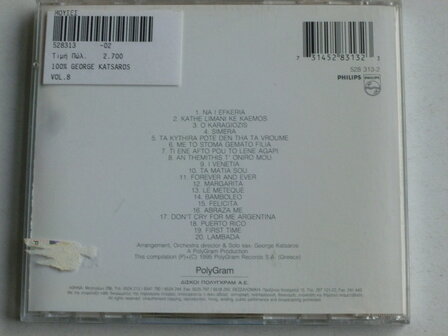 ΜΟΥΣΙΣΙ
528313 -02
Τιμή Πώλ. 2.700
100% GEORGE KATSAROS
VOL.8
7 31452 83132 1
528 313-2
PHILIPS PHILIPS
1. NA ! EFKERIA
2. KATHE LIMANI KE KAEMOS
3. O KARAGIOZIS
4. SIMERA
5. TA KYTHIRA POTE DEN THA TA VROUME
6. ME TO STOMA GEMATO FILIA
7. TI ENE AFTO POU TO LENE AGAPI
8. AN THEMITHIS T' ONIRO MOU
9. I VENETIA
10. TA MATIA SOU
11. FOREVER AND EVER
12. MARGARITA
13. LE METEQUE
14. BAMBOLEO
15. FELICITA
16. ABRAZA ME
17. DON'T CRY FOR ME ARGENTINA
18. PUERTO RICO
19. FIRST TIME
20. LAMBADA
Arrangement, Orchestra director & Solo sax: George Katsaros
A PolyGram Production
This compilation (P)+(C) 1995 PolyGram Records S.A. (Greece)
PolyGram
ΔΙΣΚΟΙ ΠΟΛΥΓΚΡΑΜ Α.Ε.